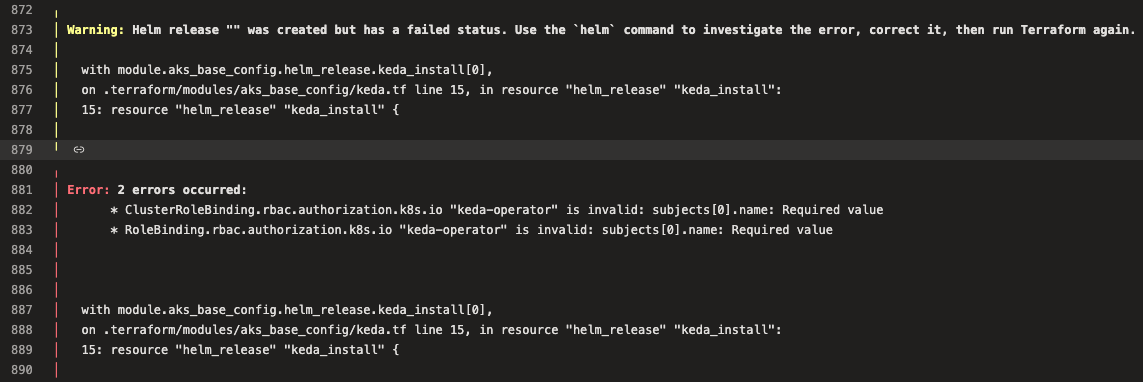 872
873 Warning: Helm release "" was created but has a failed status. Use the `helm` command to investigate the error, correct it, then run Terraform again.
874
875 with module.aks_base_config.helm_release.keda_install[0],
876 on .terraform/modules/aks_base_config/keda.tf line 15, in resource "helm_release" "keda_install":
877 15: resource "helm_release" "keda_install" {
878
879
880
881 Error: 2 errors occurred:
882 * ClusterRoleBinding.rbac.authorization.k8s.io "keda-operator" is invalid: subjects[0].name: Required value
883 * RoleBinding.rbac.authorization.k8s.io "keda-operator" is invalid: subjects[0].name: Required value
884
885
886
887 with module.aks_base_config.helm_release.keda_install[0],
888 on .terraform/modules/aks_base_config/keda.tf line 15, in resource "helm_release" "keda_install":
889 15: resource "helm_release" "keda_install" {
890